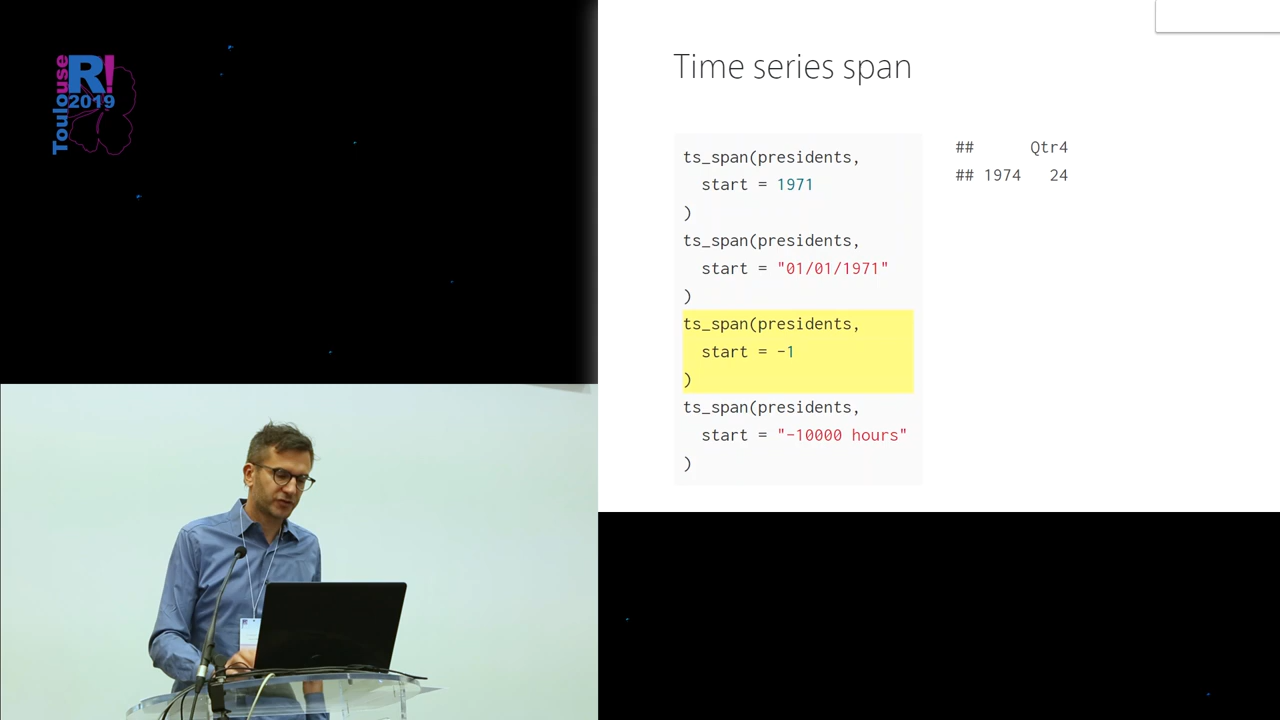 Toulouse
R!
2019
Time series span
ts_span(presidents,
  start = 1971
)
ts_span(presidents,
  start = "01/01/1971"
)
ts_span(presidents,
  start = -1
)
ts_span(presidents,
  start = "-10000 hours"
)
##      Qtr4
## 1974   24